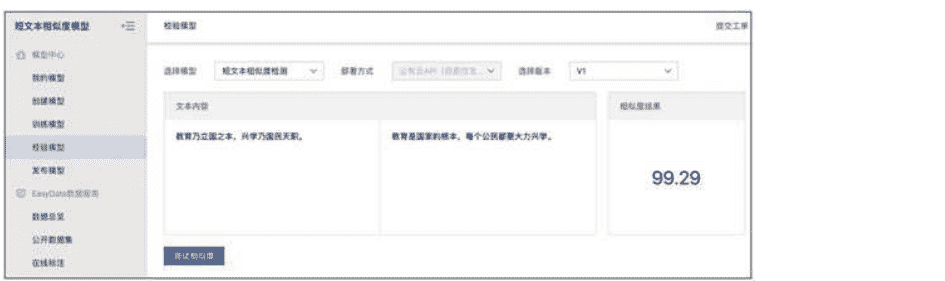 短文本相似度模型
校验模型
提交工单
模型中心
我的模型
创建模型
训练模型
校验模型
发布模型
EasyData数据服务
数据总览
公开数据集
在线标注
选择模型 短文本相似度检测 部署方式 公有云API 选择版本 V1
文本内容
相似度结果
教育乃立国之本，兴学乃国民天职。
教育是国家的根本，每个公民都要大力兴学。
99.29